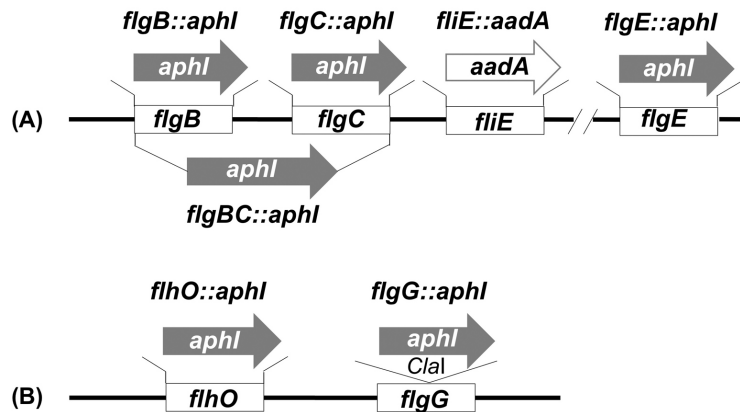 flgB::aphI flgC::aphI fliE::aadA flgE::aphI
aphI aphI aadA aphI
(A) flgB flgC fliE flgE
aphI
flgBC::aphI
flhO::aphI flgG::aphI
aphI aphI
ClaI
(B) flhO flgG